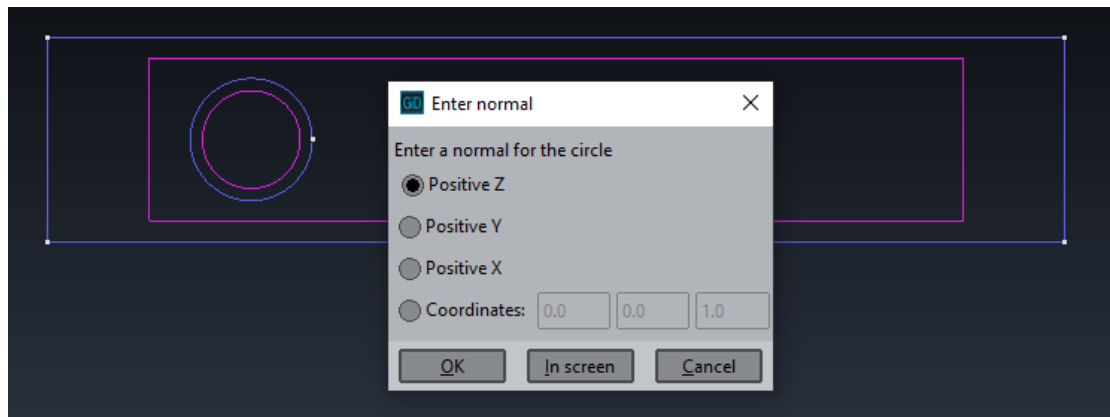 GiD Enter normal
Enter a normal for the circle
Positive Z
Positive Y
Positive X
Coordinates: 0.0 0.0 1.0
OK In screen Cancel